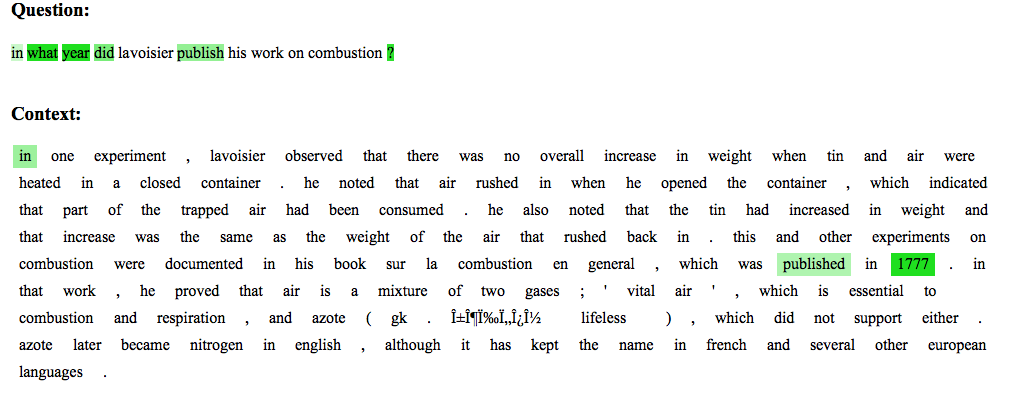 Question:
in what year did lavoisier publish his work on combustion ?
Context:
in one experiment , lavoisier observed that there was no overall increase in weight when tin and air were
heated in a closed container . he noted that air rushed in when he opened the container , which indicated
that part of the trapped air had been consumed . he also noted that the tin had increased in weight and
that increase was the same as the weight of the air that rushed back in . this and other experiments on
combustion were documented in his book sur la combustion en general , which was published in 1777 . in
that work , he proved that air is a mixture of two gases ; ' vital air ' , which is essential to
combustion and respiration , and azote ( gk . Î±Î¶Ï‰Ï„Î¿Î½ lifeless ) , which did not support either .
azote later became nitrogen in english , although it has kept the name in french and several other european
languages .